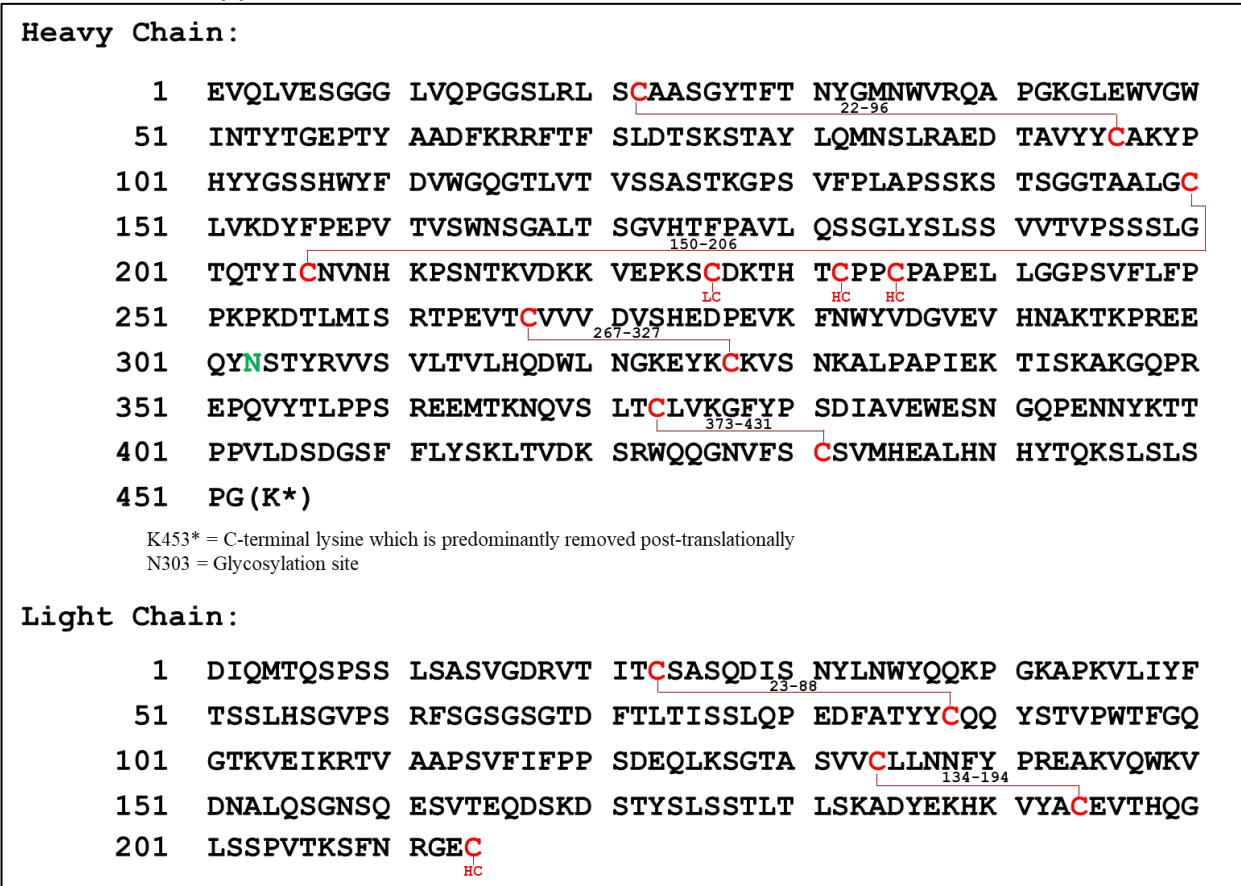 Heavy Chain:
1 EVQLVESGGG LVQPGGSLRL SCAASGYTFT NYGMNWVRQA PGKGLEWVGW
22-96
51 INTYTGEPTY AADFKRRFTF SLDTSKSTAY LQMNSLRAED TAVYYCAKYP
101 HYYGSSHWYF DVWGQGTLVT VSSASTKGPS VFPLAPSSKS TSGGTAALGC
151 LVKDYFPEPV TVSWNSGALT SGVHTFPAVL QSSGLYSLSS VVTVPSSSLG
150-206
201 TQTYICNVNH KPSNTKVDKK VEPKSCDKTH TCPPCPAPEL LGGPSVFLFP
LC HC HC
251 PKPKDTLMIS RTPEVTCVVV DVSHEDPEVK FNWYVDGVEV HNAKTKPREE
267-327
301 QYNSTYRVVS VLTVLHQDWL NGKEYKCKVS NKALPAPIEK TISKAKGQPR
351 EPQVYTLPPS REEMTKNQVS LTCLVKGFYP SDIAVEWESN GQPENNYKTT
373-431
401 PPVLDSDGSF FLYSKLTVDK SRWQQGNVFS CSVMHEALHN HYTQKSLSLS
451 PG(K*)
K453* = C-terminal lysine which is predominantly removed post-translationally
N303 = Glycosylation site
Light Chain:
1 DIQMTQSPSS LSASVGDRVT ITCSASQDIS NYLNWYQQKP GKAPKVLIYF
23-88
51 TSSLHSGVPS RFSGSGSGTD FTLTISSLQP EDFATYYCQQ YSTVPWTFGQ
101 GTKVEIKRTV AAPSVFIFPP SDEQLKSGTA SVVCLLNNFY PREAKVQWKV
134-194
151 DNALQSGNSQ ESVTEQDSKD STYSLSSTLT LSKADYEKHK VYACEVTHQG
201 LSSPVTKSFN RGEC
HC